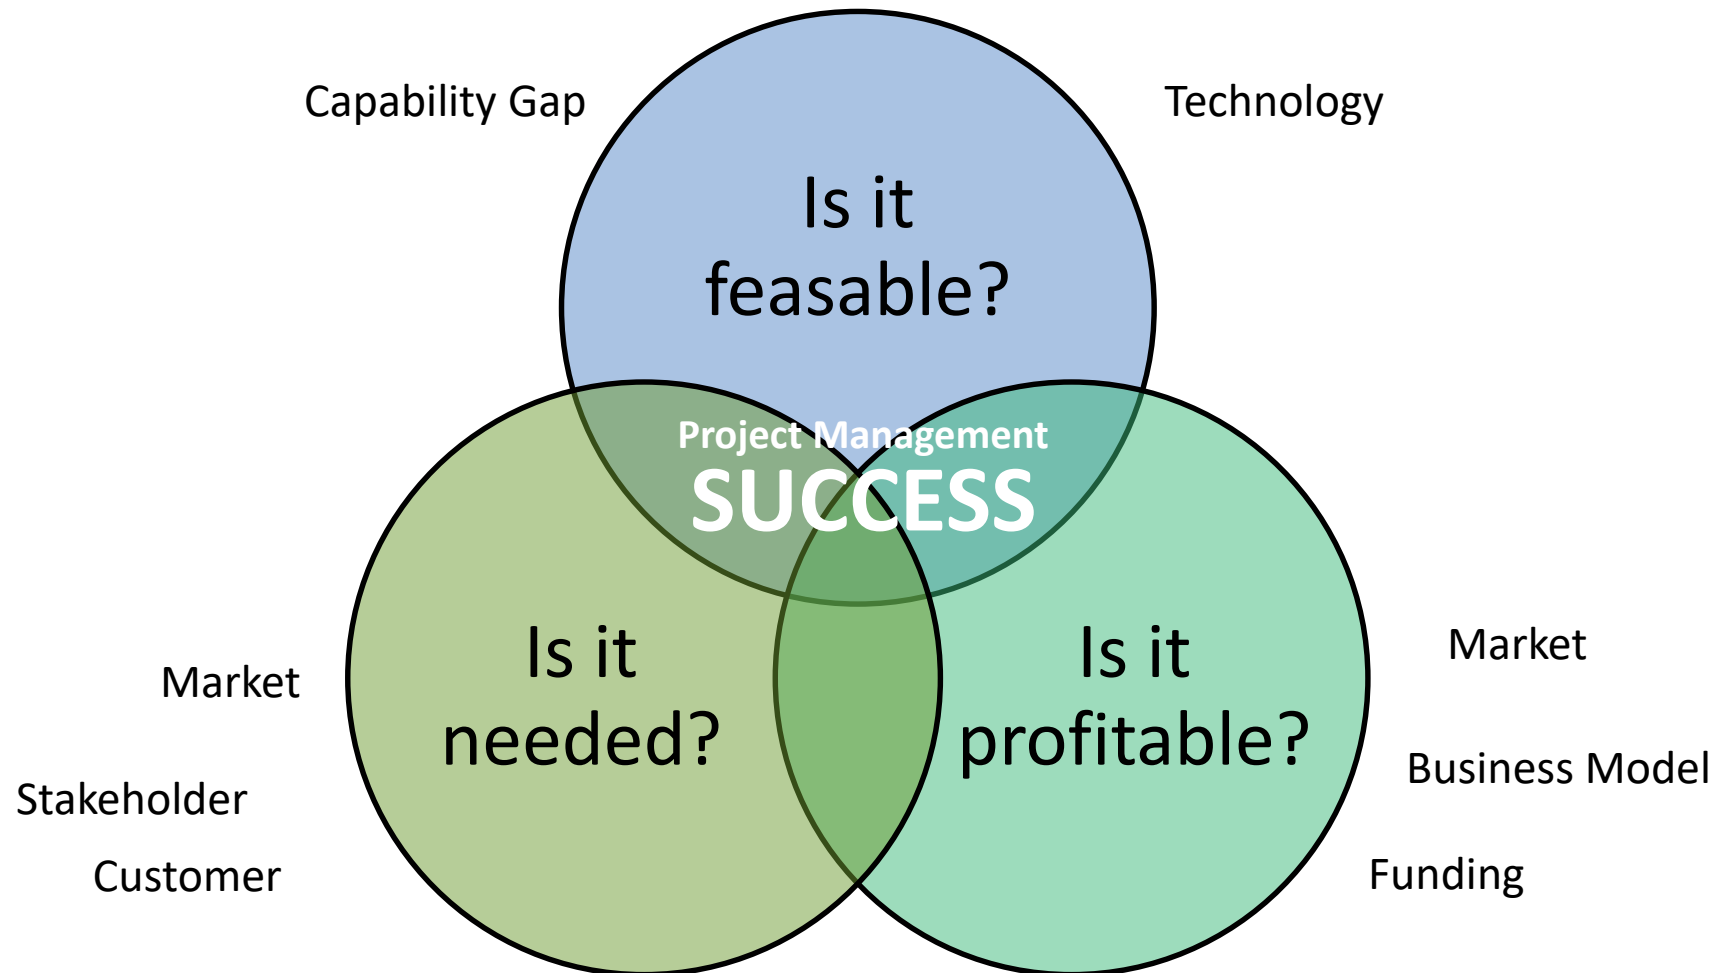 Capability Gap
Technology
Is it
feasable?
Project Management
SUCCESS
Is it
needed?
Is it
profitable?
Market
Stakeholder
Customer
Market
Business Model
Funding